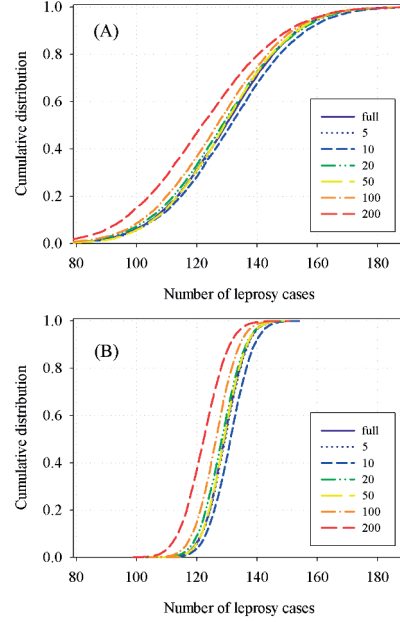 (A)
Cumulative distribution
1.0
0.8
0.6
0.4
0.2
0.0
full
5
10
20
50
100
200
80 100 120 140 160 180
Number of leprosy cases
(B)
Cumulative distribution
1.0
0.8
0.6
0.4
0.2
0.0
full
5
10
20
50
100
200
80 100 120 140 160 180
Number of leprosy cases